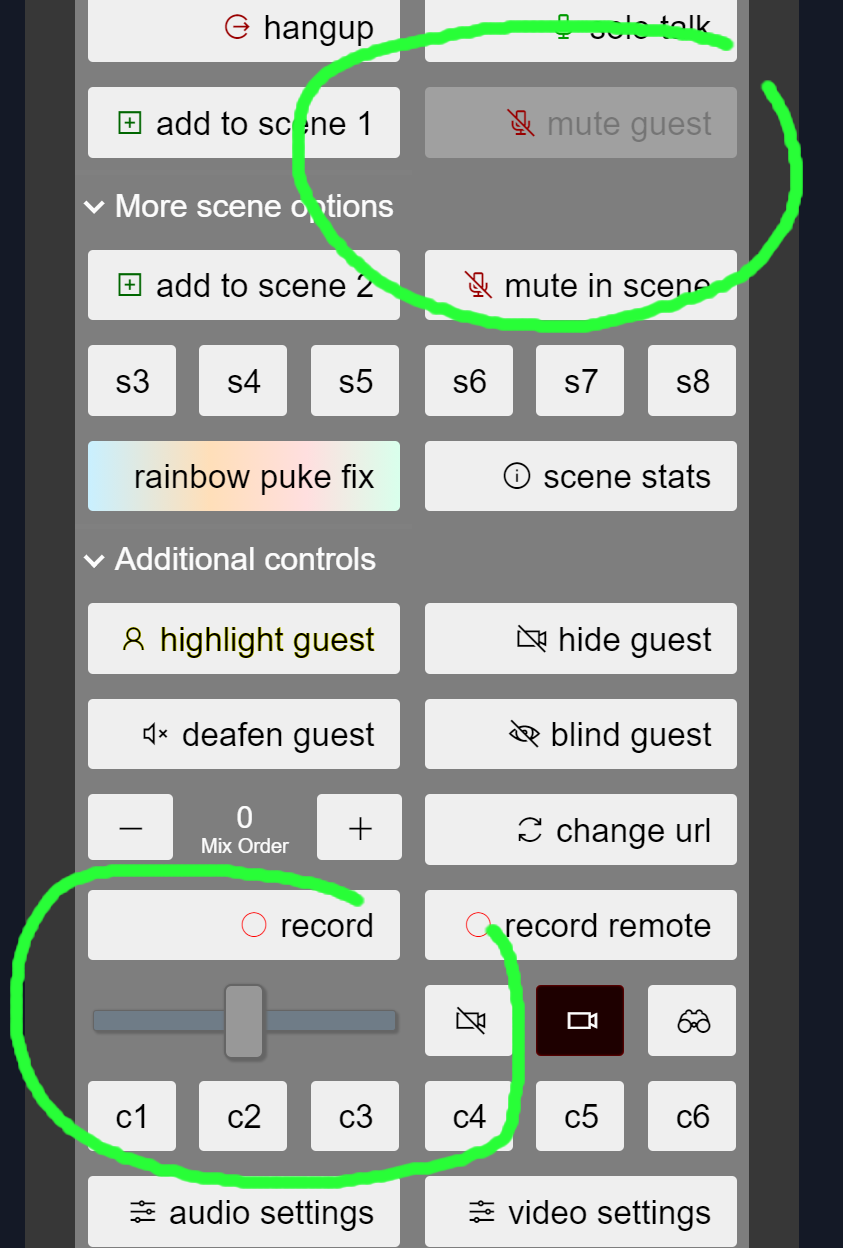 hangup
solo talk
add to scene 1
mute guest
More scene options
add to scene 2
mute in scene
s3 s4 s5 s6 s7 s8
rainbow puke fix
scene stats
Additional controls
highlight guest
hide guest
deafen guest
blind guest
0
Mix Order
change url
record
record remote
c1 c2 c3 c4 c5 c6
audio settings
video settings